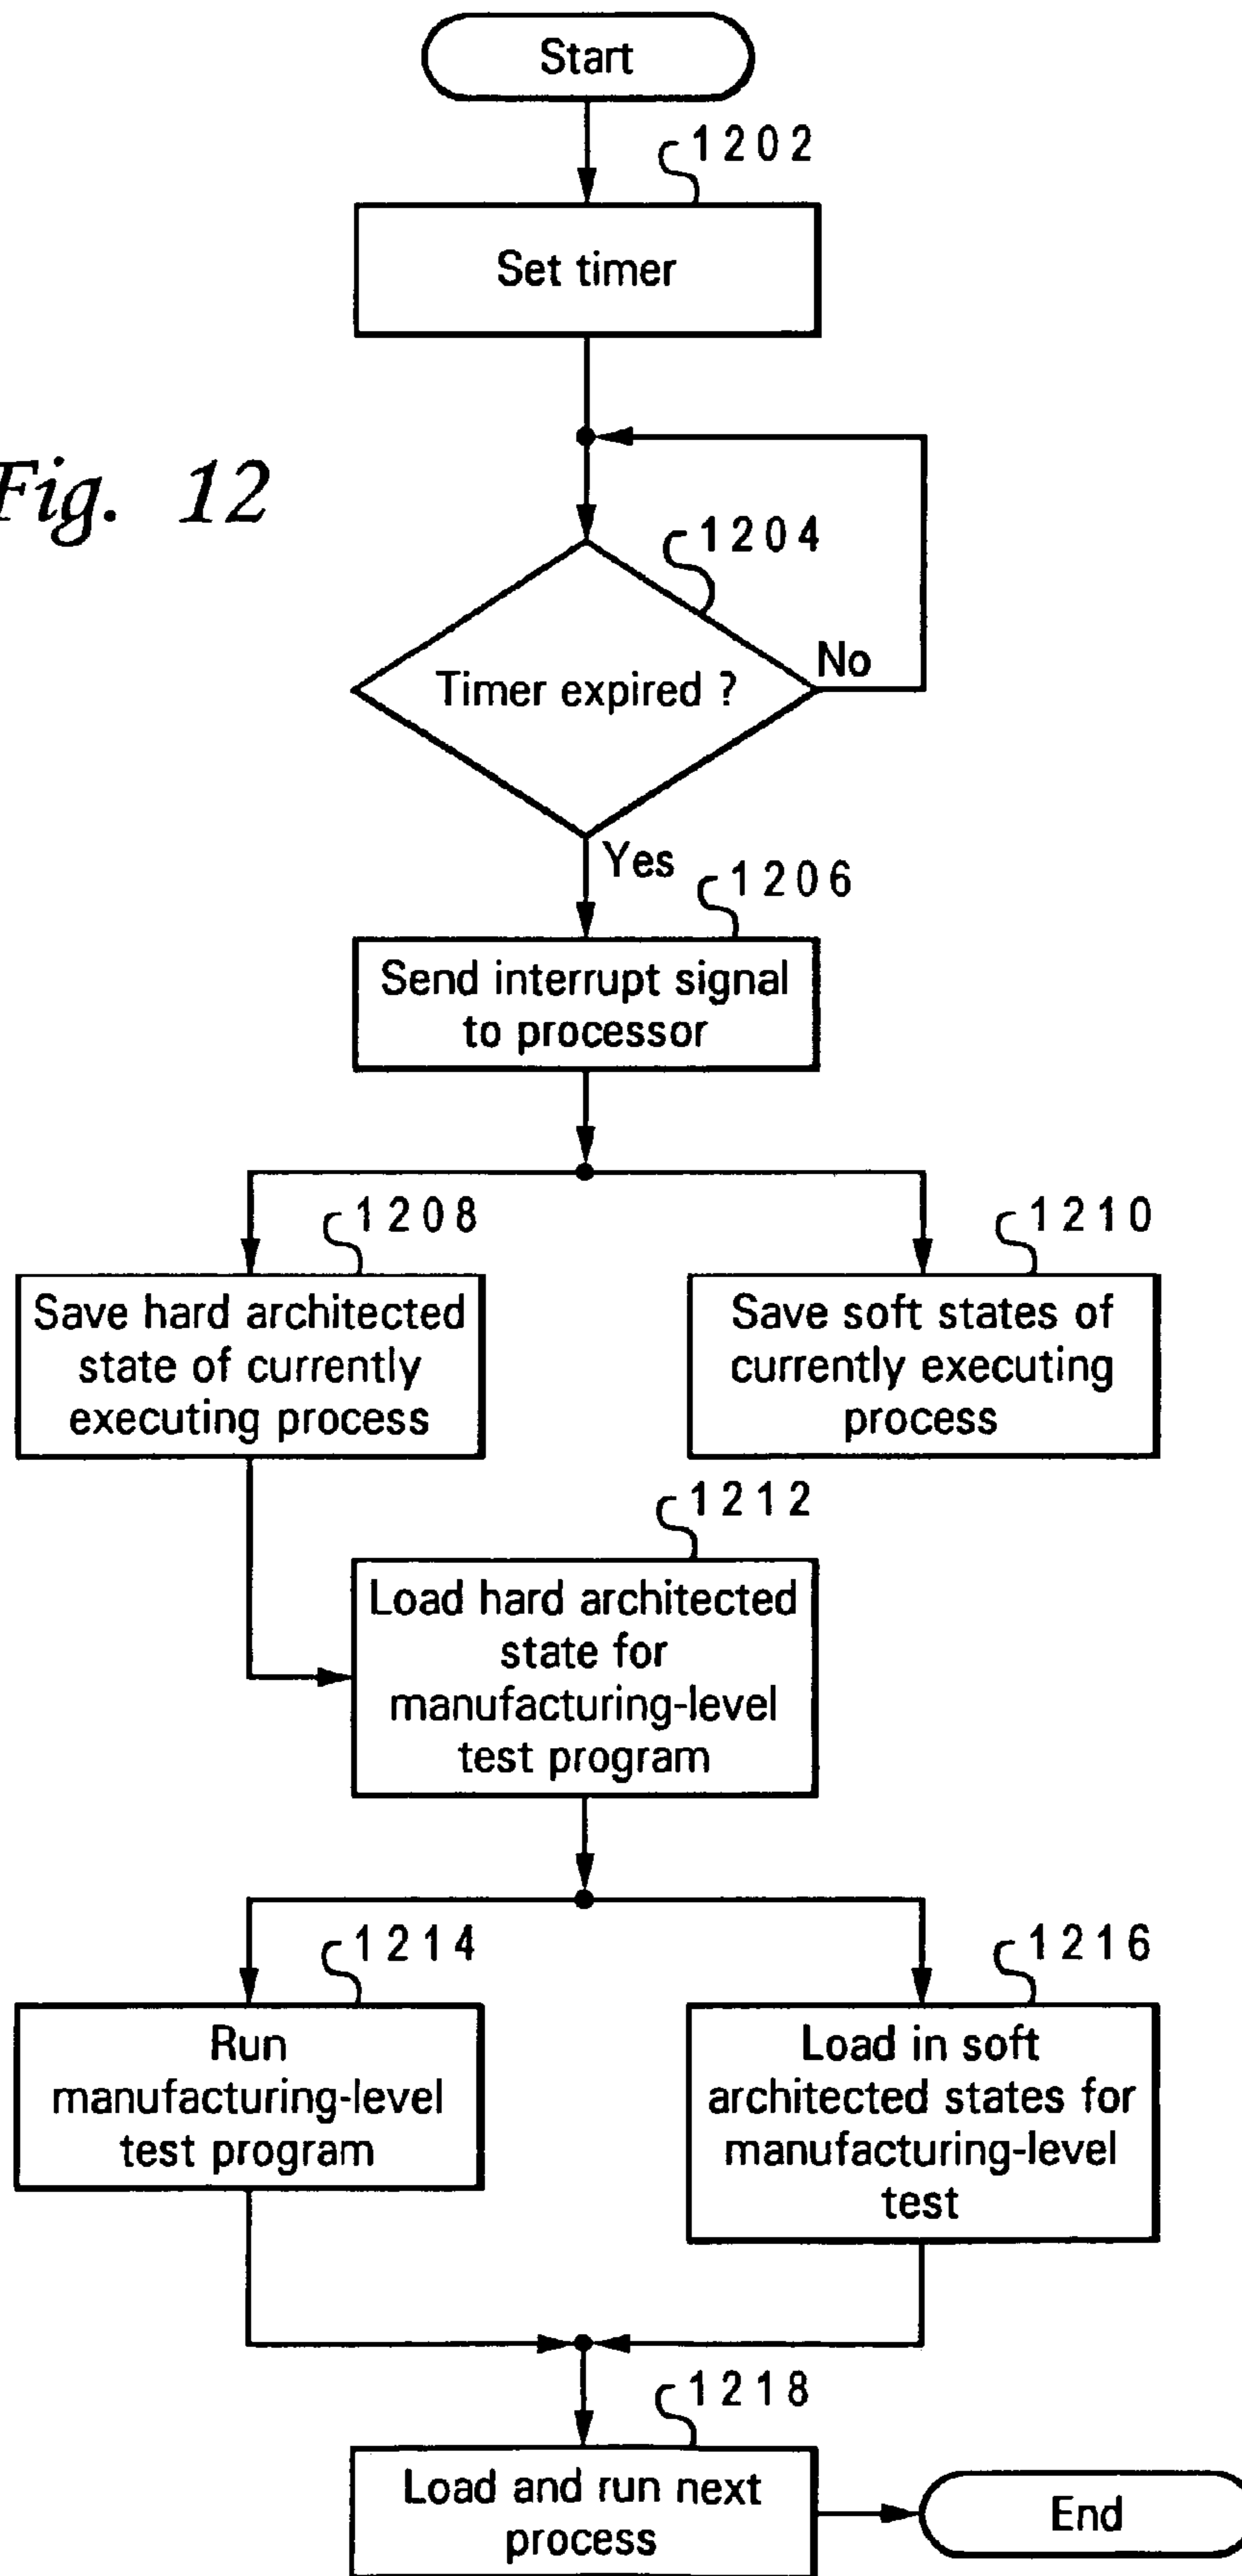 Start
1202
Set timer
Fig. 12
1204
Timer expired ?
No
Yes
1206
Send interrupt signal
to processor
1208
1210
Save hard architected
state of currently
executing process
Save soft states of
currently executing
process
1212
Load hard architected
state for
manufacturing-level
test program
1214
1216
Run
manufacturing-level
test program
Load in soft
architected states for
manufacturing-level
test
1218
Load and run next
process
End